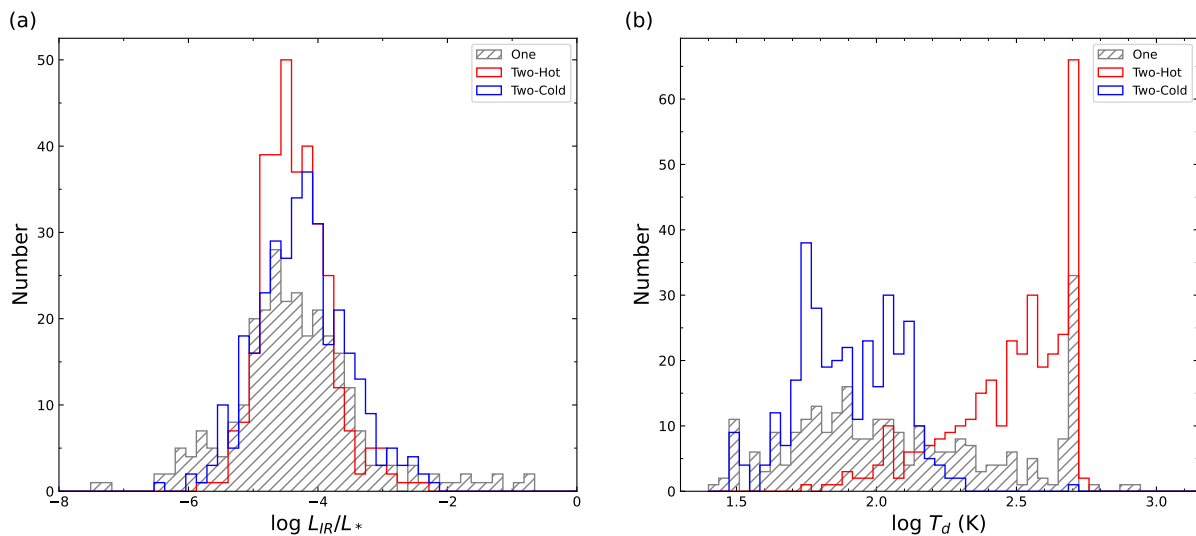 (a)
(b)
One
Two-Hot
Two-Cold
One
Two-Hot
Two-Cold
50
40
30
20
10
0
Number
−8
−6
−4
−2
0
log L_{IR}/L_*
60
50
40
30
20
10
0
Number
1.5
2.0
2.5
3.0
log T_d (K)